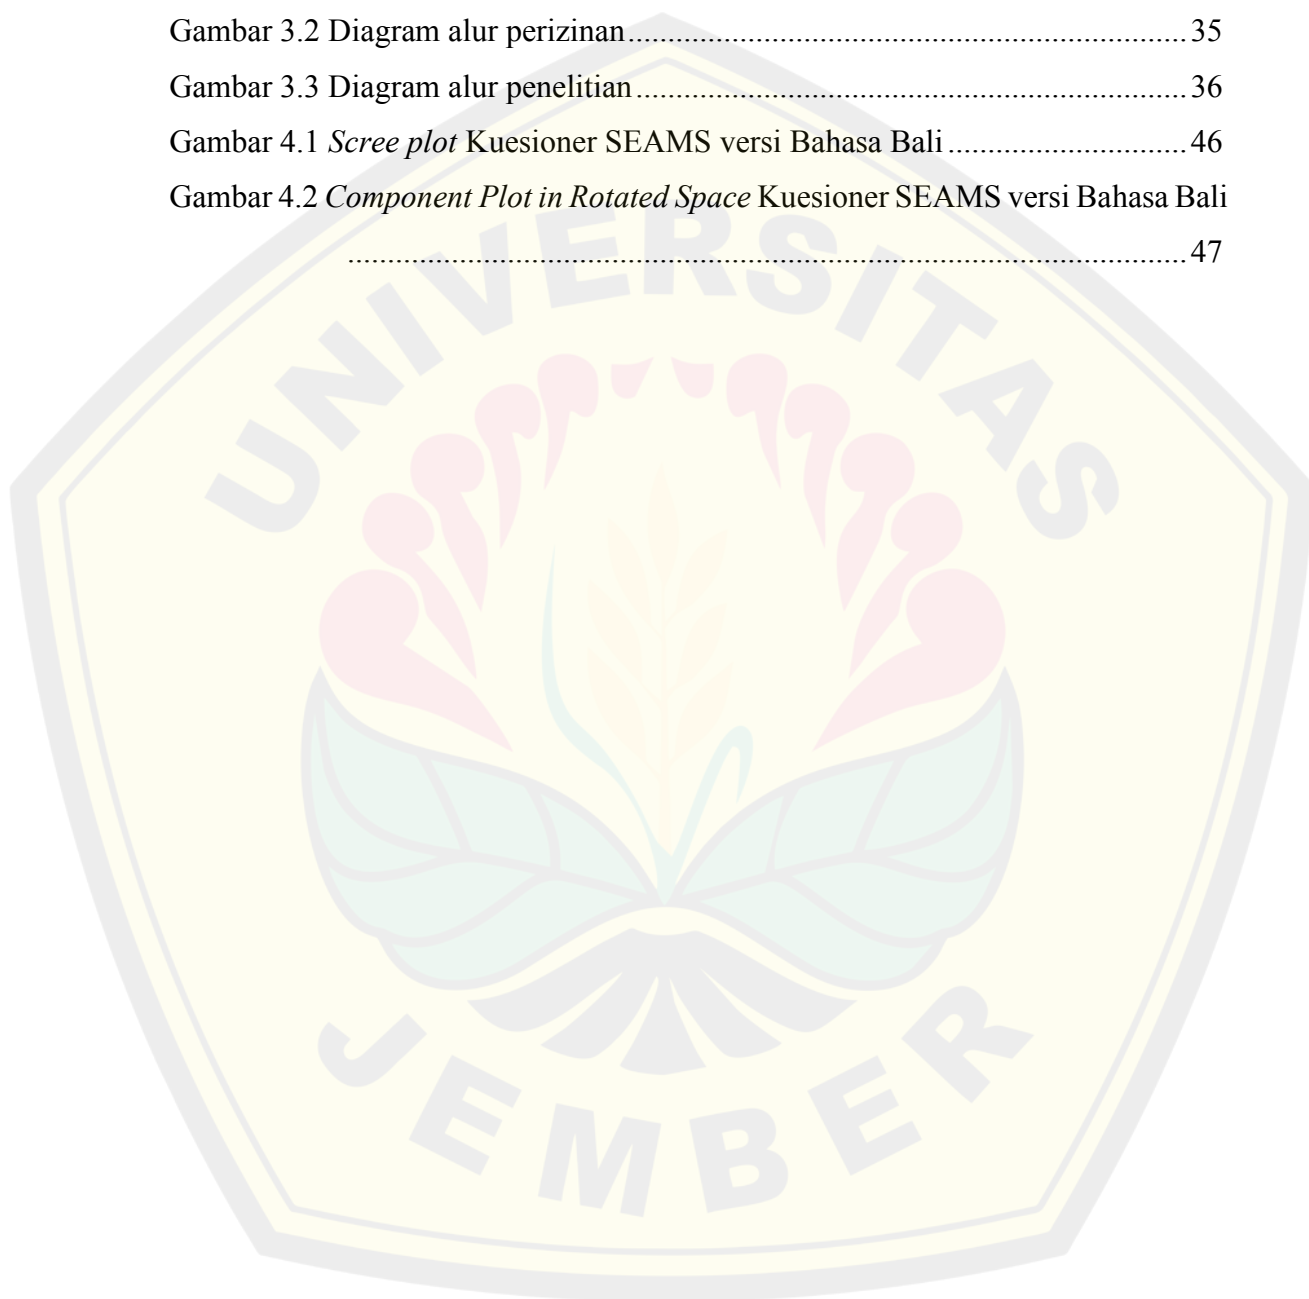 Gambar 3.2 Diagram alur perizinan........................................................................35
Gambar 3.3 Diagram alur penelitian.......................................................................36
Gambar 4.1 Scree plot Kuesioner SEAMS versi Bahasa Bali...............................46
Gambar 4.2 Component Plot in Rotated Space Kuesioner SEAMS versi Bahasa Bali
............................................................................................................47
UNIVERSITAS
JEMBER